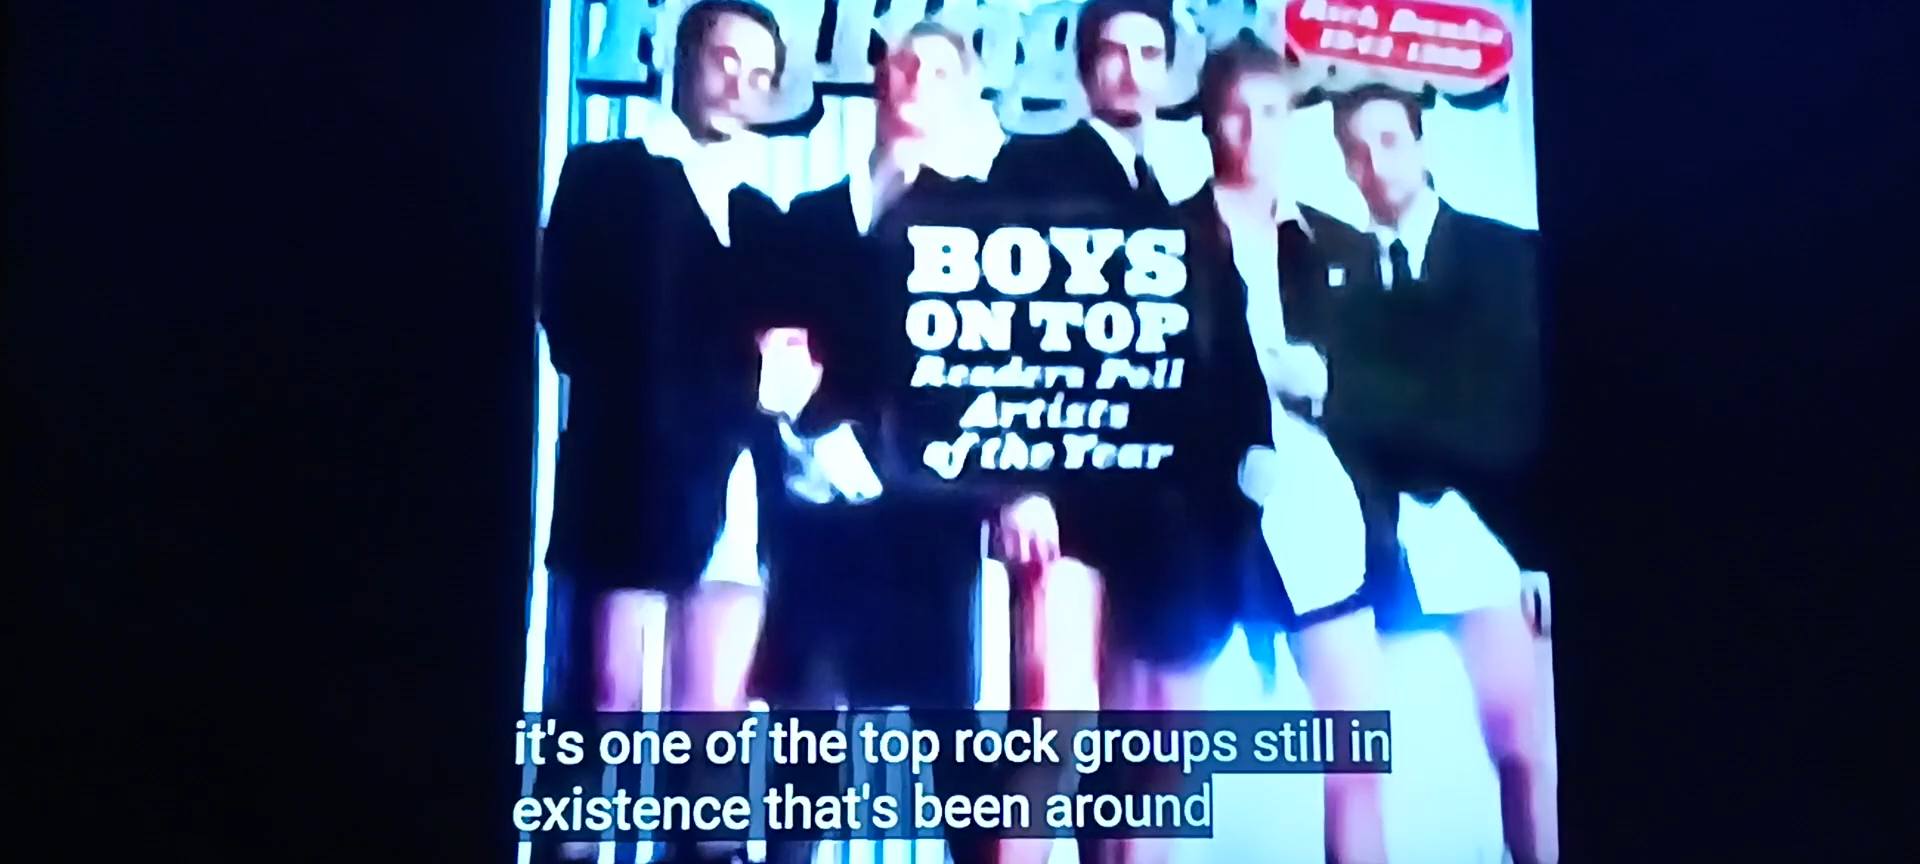 BOYS
ON TOP
Readers Poll
Artists
of the Year
it's one of the top rock groups still in
existence that's been around